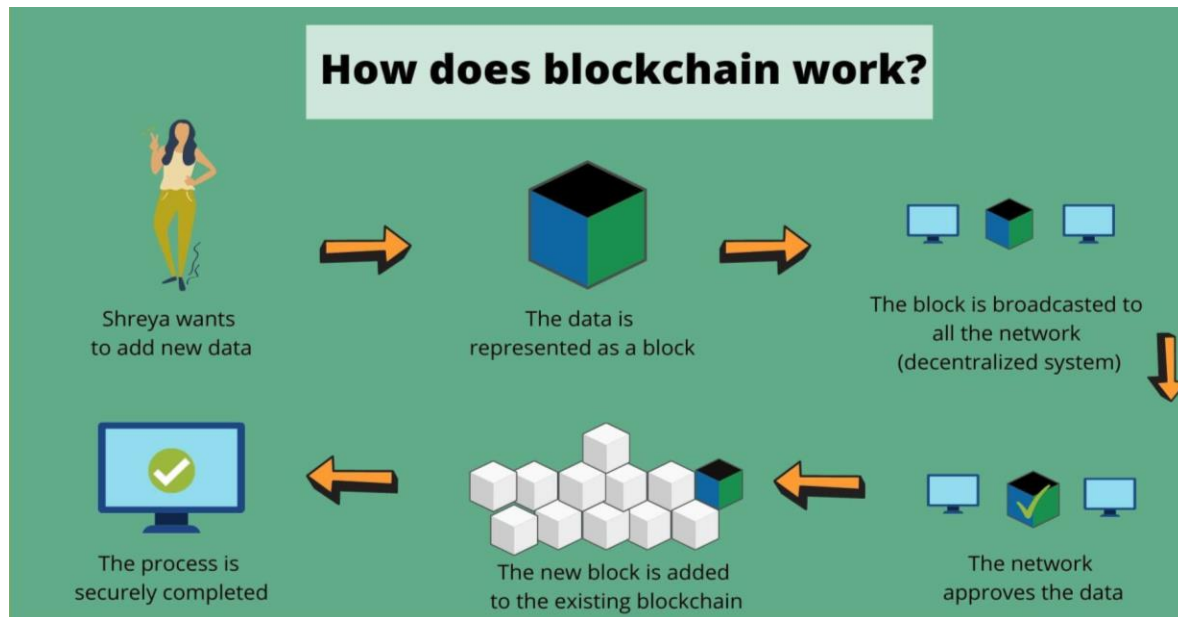 How does blockchain work?
Shreya wants
to add new data
The data is
represented as a block
The block is broadcasted to
all the network
(decentralized system)
The network
approves the data
The new block is added
to the existing blockchain
The process is
securely completed